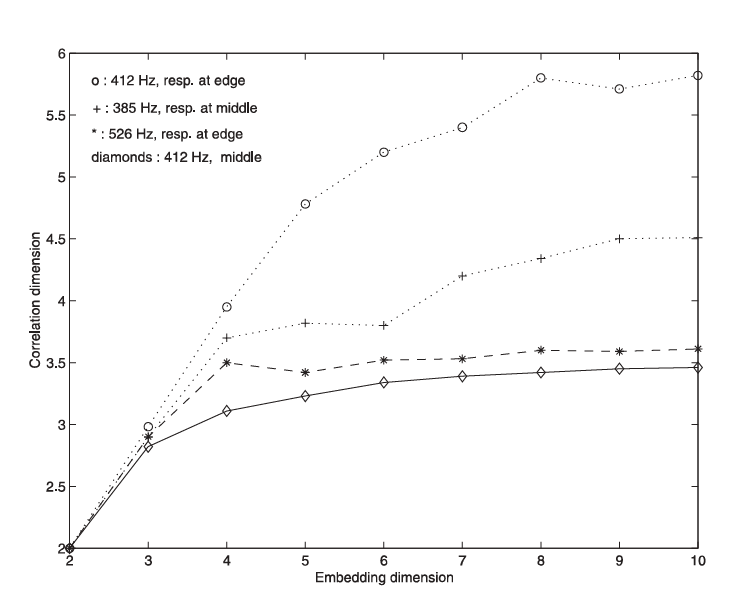 6
o : 412 Hz, resp. at edge
+ : 385 Hz, resp. at middle
* : 526 Hz, resp. at edge
diamonds : 412 Hz, middle
5.5
5
4.5
4
3.5
3
2.5
2
Correlation dimension
2 3 4 5 6 7 8 9 10
Embedding dimension